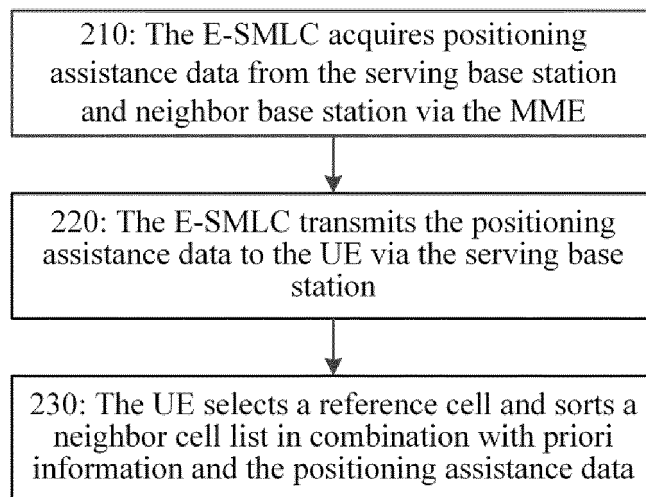 210: The E-SMLC acquires positioning
assistance data from the serving base station
and neighbor base station via the MME
220: The E-SMLC transmits the positioning
assistance data to the UE via the serving base
station
230: The UE selects a reference cell and sorts a
neighbor cell list in combination with priori
information and the positioning assistance data